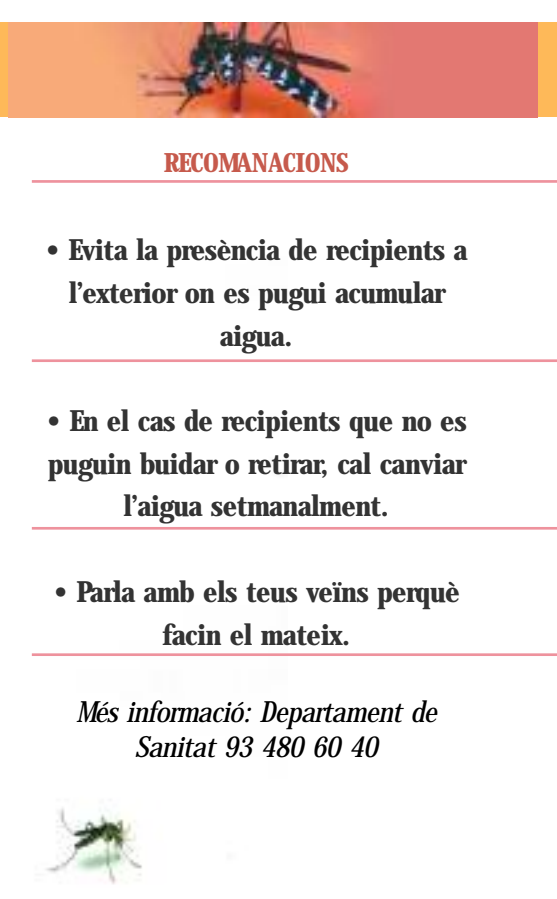 RECOMANACIONS
• Evita la presència de recipients a
l'exterior on es pugui acumular
aigua.
• En el cas de recipients que no es
puguin buidar o retirar, cal canviar
l'aigua setmanalment.
• Parla amb els teus veïns perquè
facin el mateix.
Més informació: Departament de
Sanitat 93 480 60 40